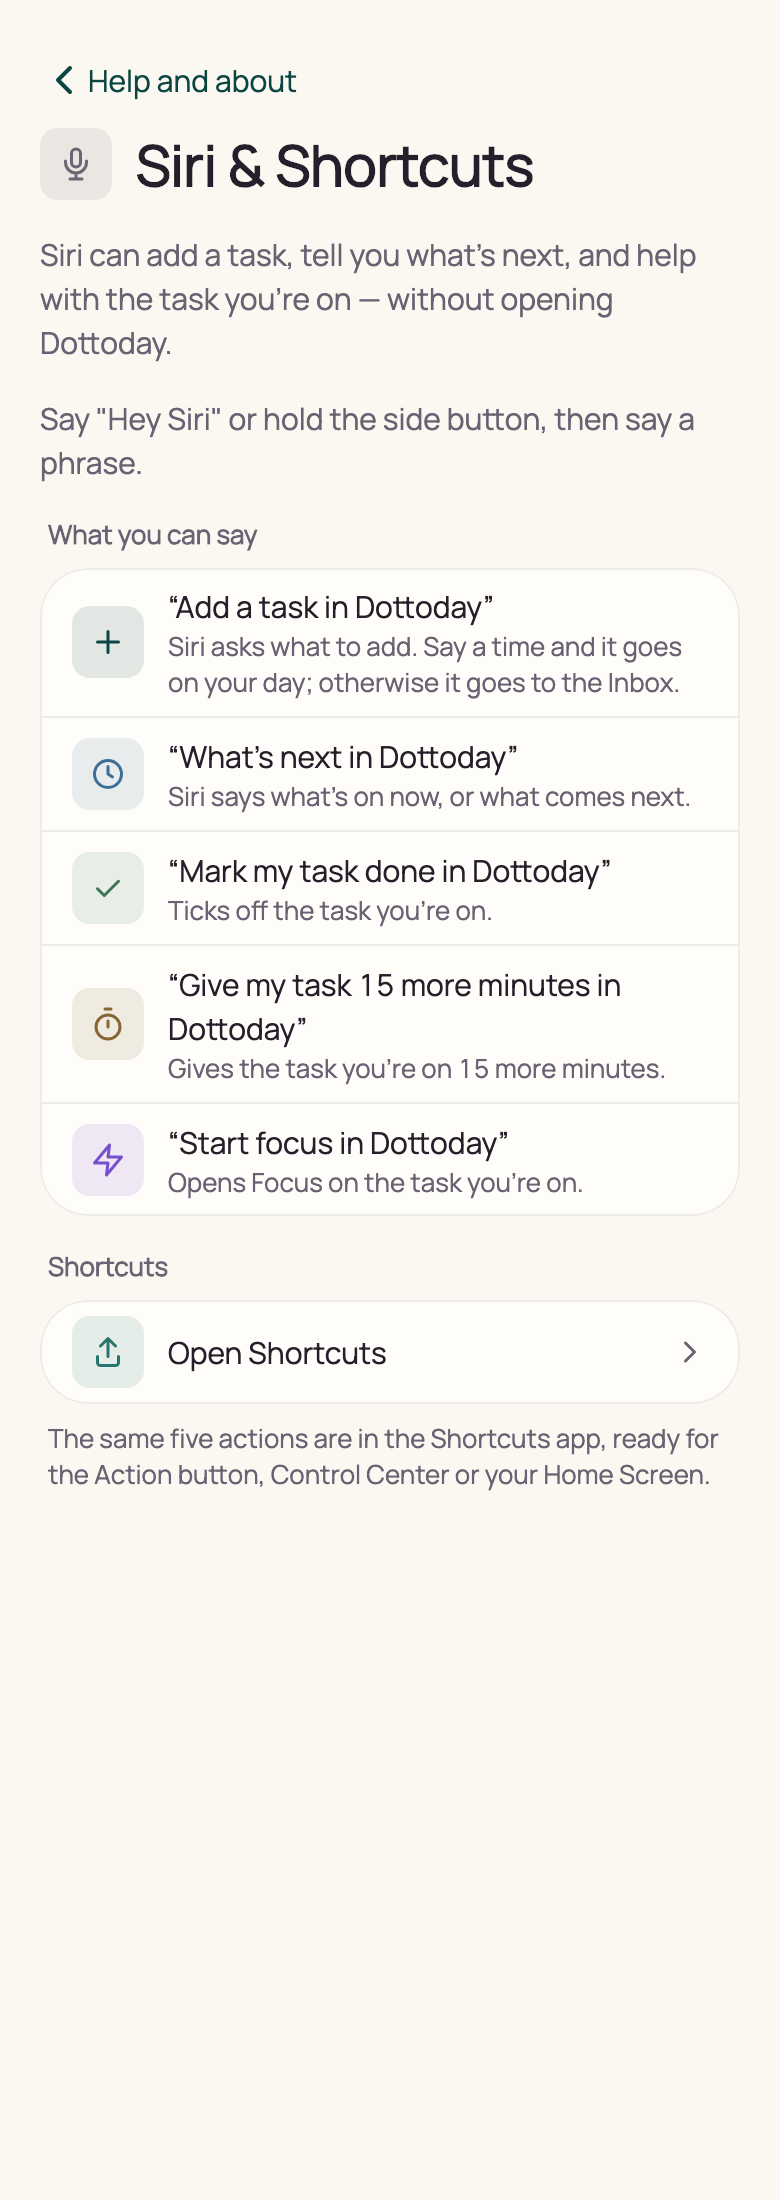 Help and about
Siri & Shortcuts
Siri can add a task, tell you what’s next, and help
with the task you’re on — without opening
Dottoday.
Say "Hey Siri" or hold the side button, then say a
phrase.
What you can say
“Add a task in Dottoday”
Siri asks what to add. Say a time and it goes
on your day; otherwise it goes to the Inbox.
“What’s next in Dottoday”
Siri says what’s on now, or what comes next.
“Mark my task done in Dottoday”
Ticks off the task you’re on.
“Give my task 15 more minutes in
Dottoday”
Gives the task you’re on 15 more minutes.
“Start focus in Dottoday”
Opens Focus on the task you’re on.
Shortcuts
Open Shortcuts
The same five actions are in the Shortcuts app, ready for
the Action button, Control Center or your Home Screen.